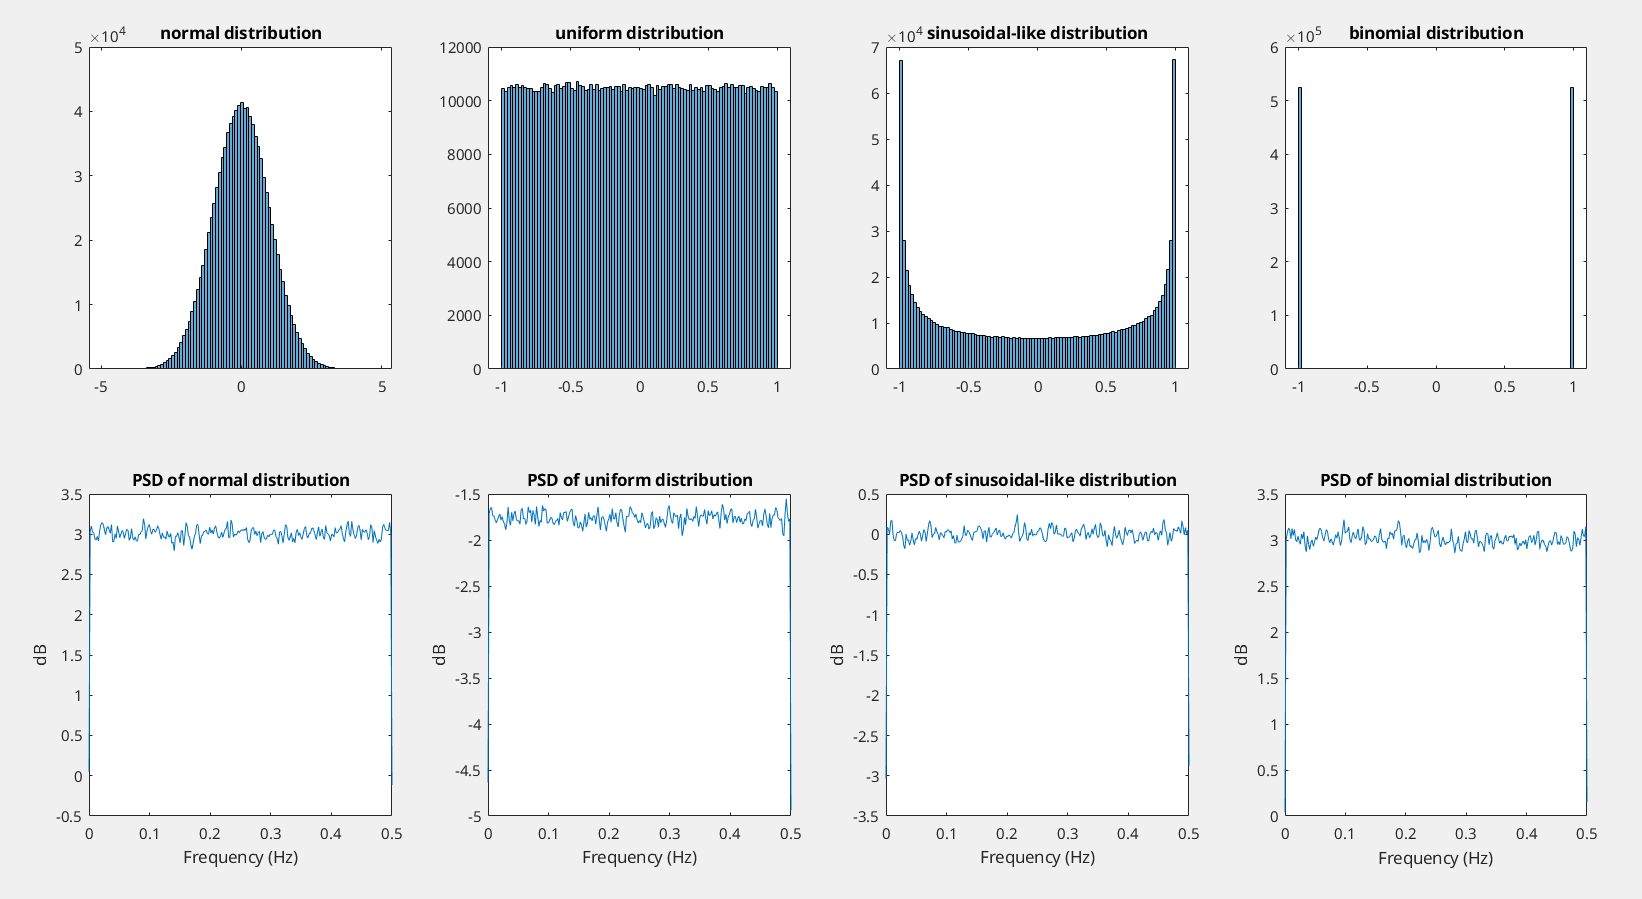 normal distribution
×10⁴
5
4
3
2
1
0
-5 0 5
uniform distribution
12000
10000
8000
6000
4000
2000
0
-1 -0.5 0 0.5 1
×10⁴ sinusoidal-like distribution
7
6
5
4
3
2
1
0
-1 -0.5 0 0.5 1
×10⁵ binomial distribution
6
5
4
3
2
1
0
-1 -0.5 0 0.5 1
PSD of normal distribution
3.5
3
2.5
2
1.5
1
0.5
0
-0.5
dB
0 0.1 0.2 0.3 0.4 0.5
Frequency (Hz)
PSD of uniform distribution
-1.5
-2
-2.5
-3
-3.5
-4
-4.5
-5
dB
0 0.1 0.2 0.3 0.4 0.5
Frequency (Hz)
PSD of sinusoidal-like distribution
0.5
0
-0.5
-1
-1.5
-2
-2.5
-3
-3.5
dB
0 0.1 0.2 0.3 0.4 0.5
Frequency (Hz)
PSD of binomial distribution
3.5
3
2.5
2
1.5
1
0.5
0
dB
0 0.1 0.2 0.3 0.4 0.5
Frequency (Hz)